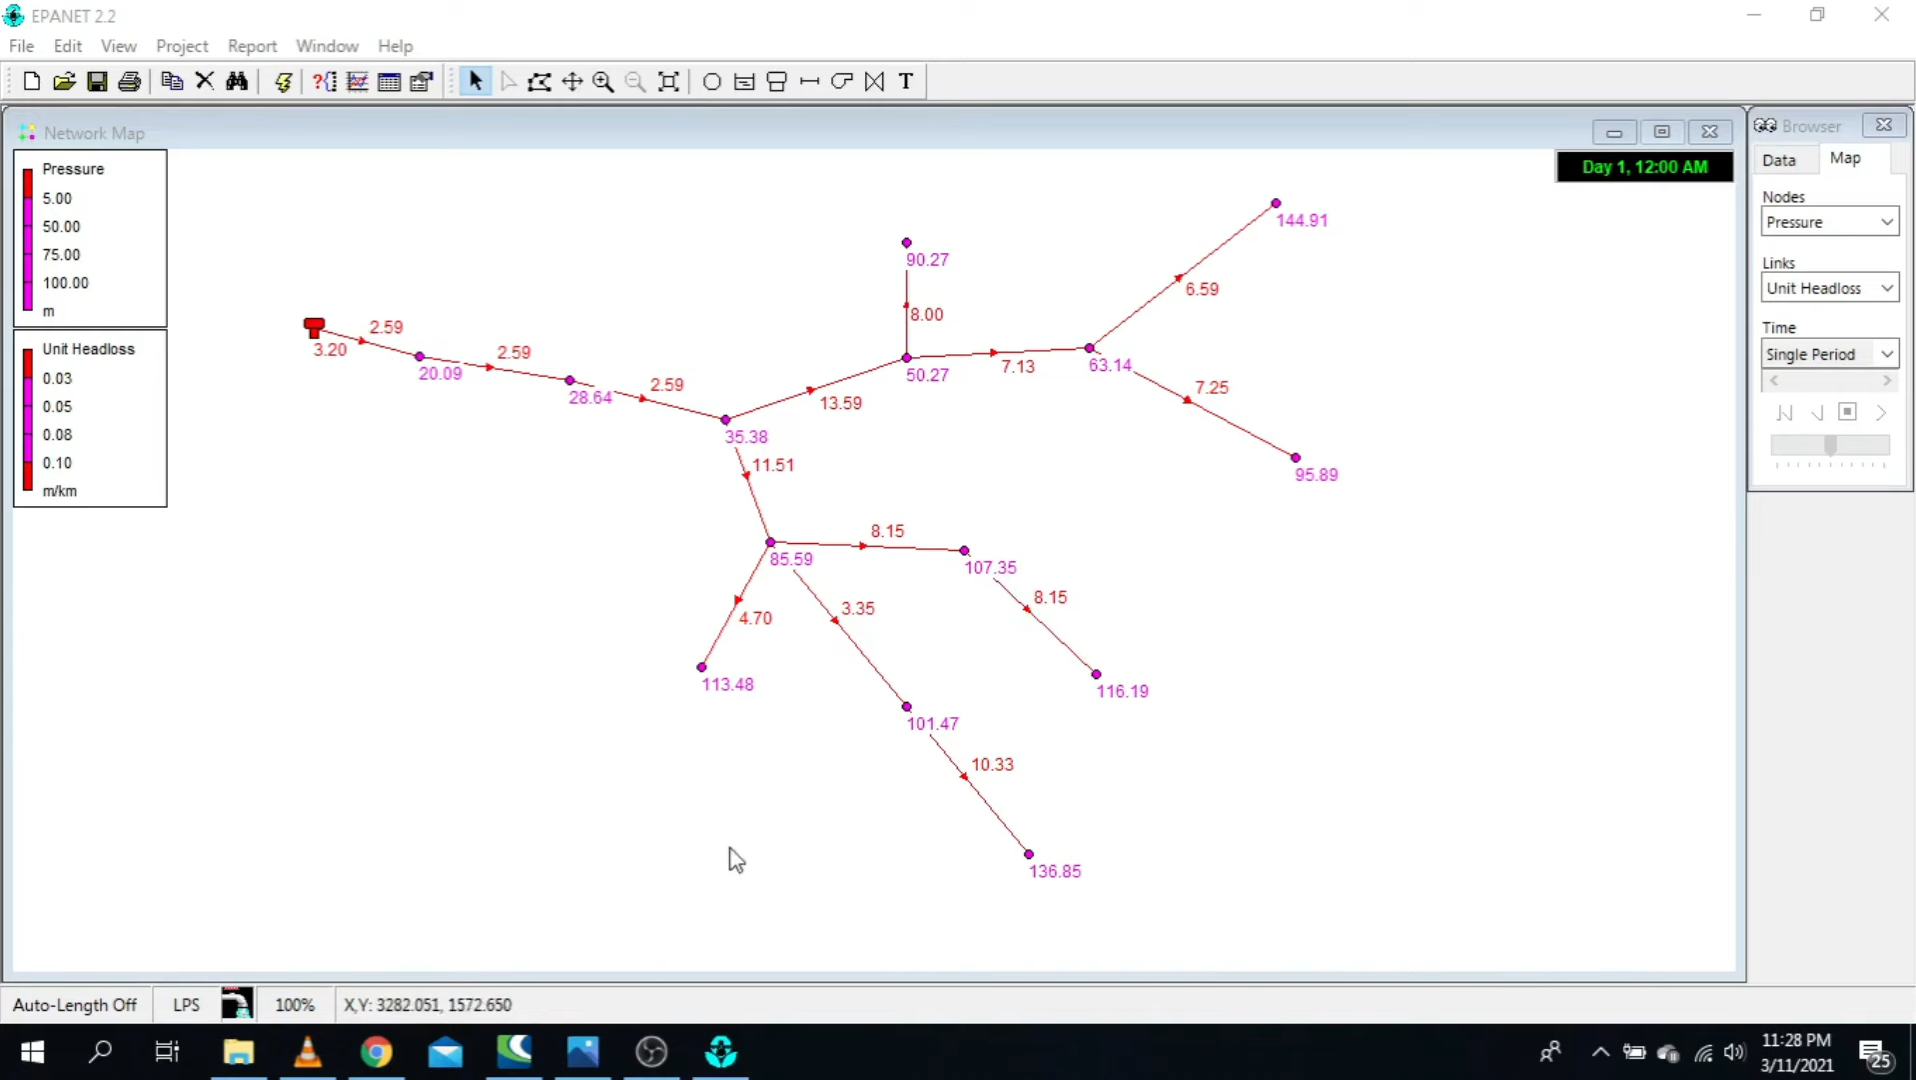 EPANET 2.2
File Edit View Project Report Window Help
T
Network Map
Day 1, 12:00 AM
Pressure
5.00
50.00
75.00
100.00
m
Unit Headloss
0.03
0.05
0.08
0.10
m/km
144.91
90.27
6.59
8.00
2.59
3.20
2.59
20.09
50.27
7.13
63.14
28.64
2.59
13.59
7.25
35.38
11.51
95.89
8.15
85.59
107.35
8.15
3.35
4.70
113.48
116.19
101.47
10.33
136.85
Browser
Data Map
Nodes
Pressure
Links
Unit Headloss
Time
Single Period
Auto-Length Off LPS 100% X,Y: 3282.051, 1572.650
11:28 PM
3/11/2021
25